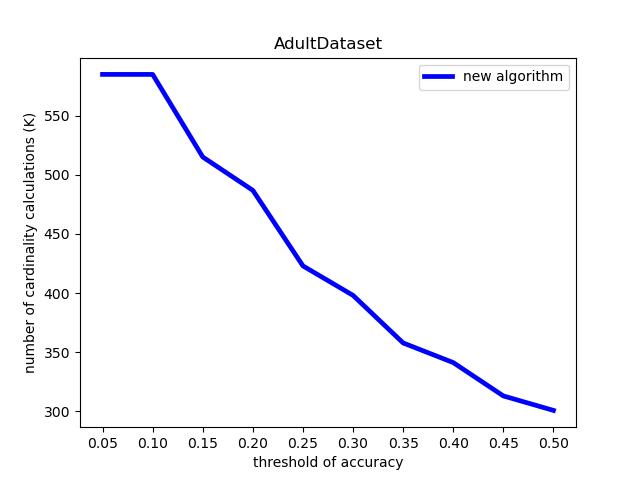 AdultDataset
new algorithm
number of cardinality calculations (K)
550
500
450
400
350
300
0.05 0.10 0.15 0.20 0.25 0.30 0.35 0.40 0.45 0.50
threshold of accuracy